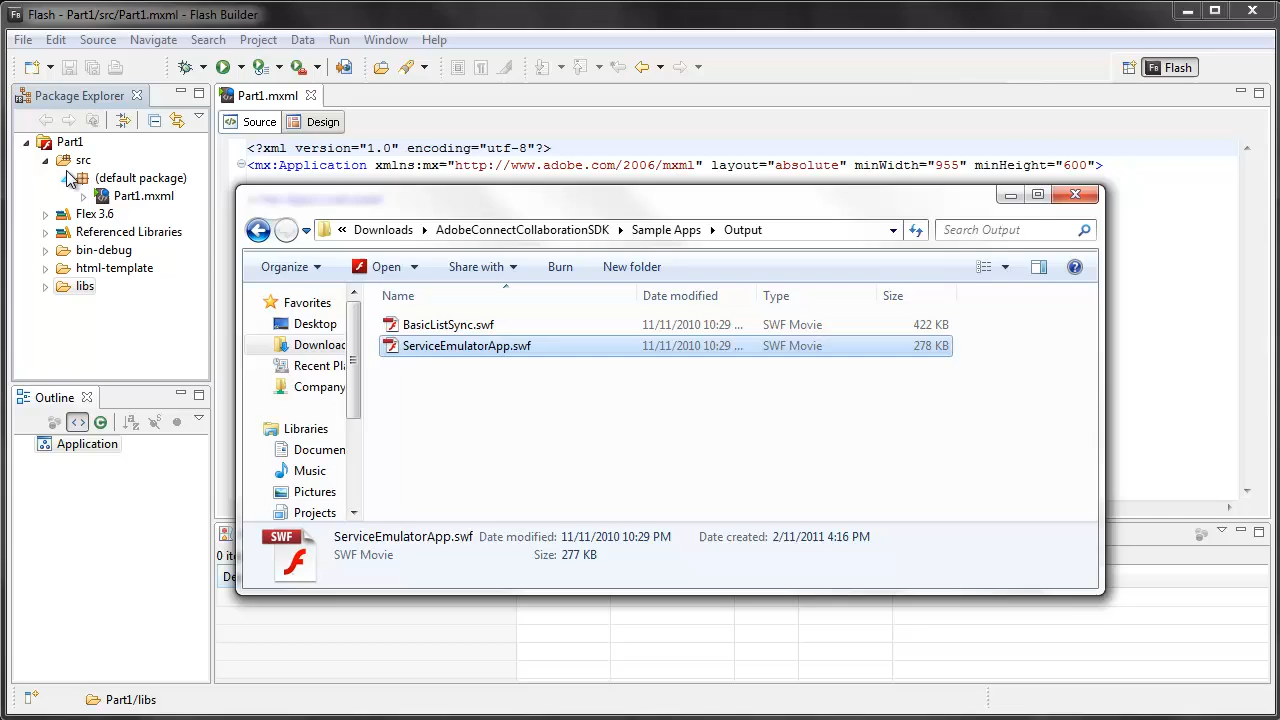 Fb Flash - Part1/src/Part1.mxml - Flash Builder
File Edit Source Navigate Search Project Data Run Window Help
Fb Flash
Package Explorer
Part1
src
(default package)
Part1.mxml
Flex 3.6
Referenced Libraries
bin-debug
html-template
libs
Outline
Application
Part1.mxml
Source Design
<?xml version="1.0" encoding="utf-8"?>
<mx:Application xmlns:mx="http://www.adobe.com/2006/mxml" layout="absolute" minWidth="955" minHeight="600">
« Downloads AdobeConnectCollaborationSDK Sample Apps Output
Search Output
Organize Open Share with Burn New folder
Favorites
Desktop
Downloac
Recent Pl
Company
Libraries
Documen
Music
Pictures
Projects
Name Date modified Type Size
BasicListSync.swf 11/11/2010 10:29 ... SWF Movie 422 KB
ServiceEmulatorApp.swf 11/11/2010 10:29 ... SWF Movie 278 KB
SWF
ServiceEmulatorApp.swf Date modified: 11/11/2010 10:29 PM Date created: 2/11/2011 4:16 PM
SWF Movie Size: 277 KB
0 ite
De
Part1/libs